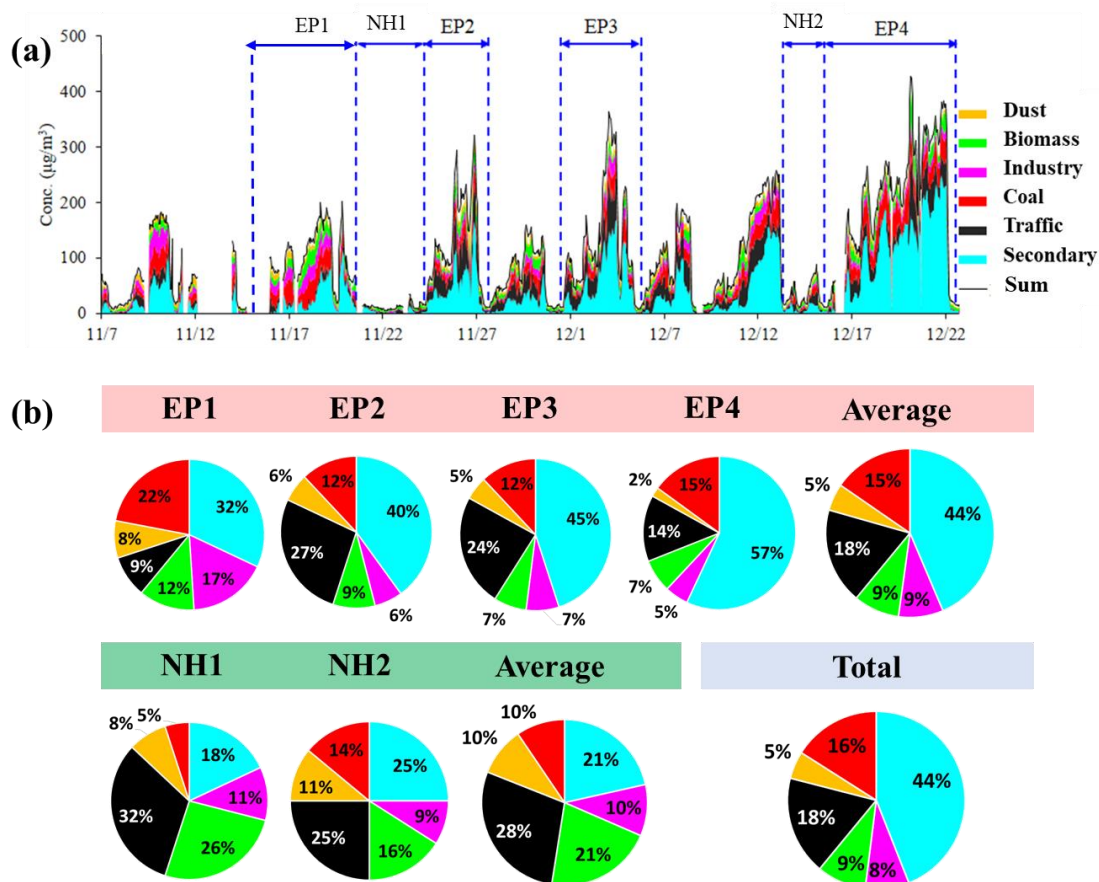 (a)
EP1 NH1 EP2 EP3 NH2 EP4
Conc. (µg/m³)
500
400
300
200
100
0
11/7 11/12 11/17 11/22 11/27 12/1 12/7 12/12 12/17 12/22
Dust
Biomass
Industry
Coal
Traffic
Secondary
Sum
(b)
EP1 EP2 EP3 EP4 Average
32% 17% 12% 9% 8% 22%
40% 6% 9% 27% 6% 12%
45% 7% 7% 24% 5% 12%
57% 5% 7% 14% 2% 15%
44% 9% 9% 18% 5% 15%
NH1 NH2 Average Total
18% 11% 26% 32% 8% 5%
25% 9% 16% 25% 11% 14%
21% 10% 21% 28% 10% 10%
44% 8% 9% 18% 5% 16%